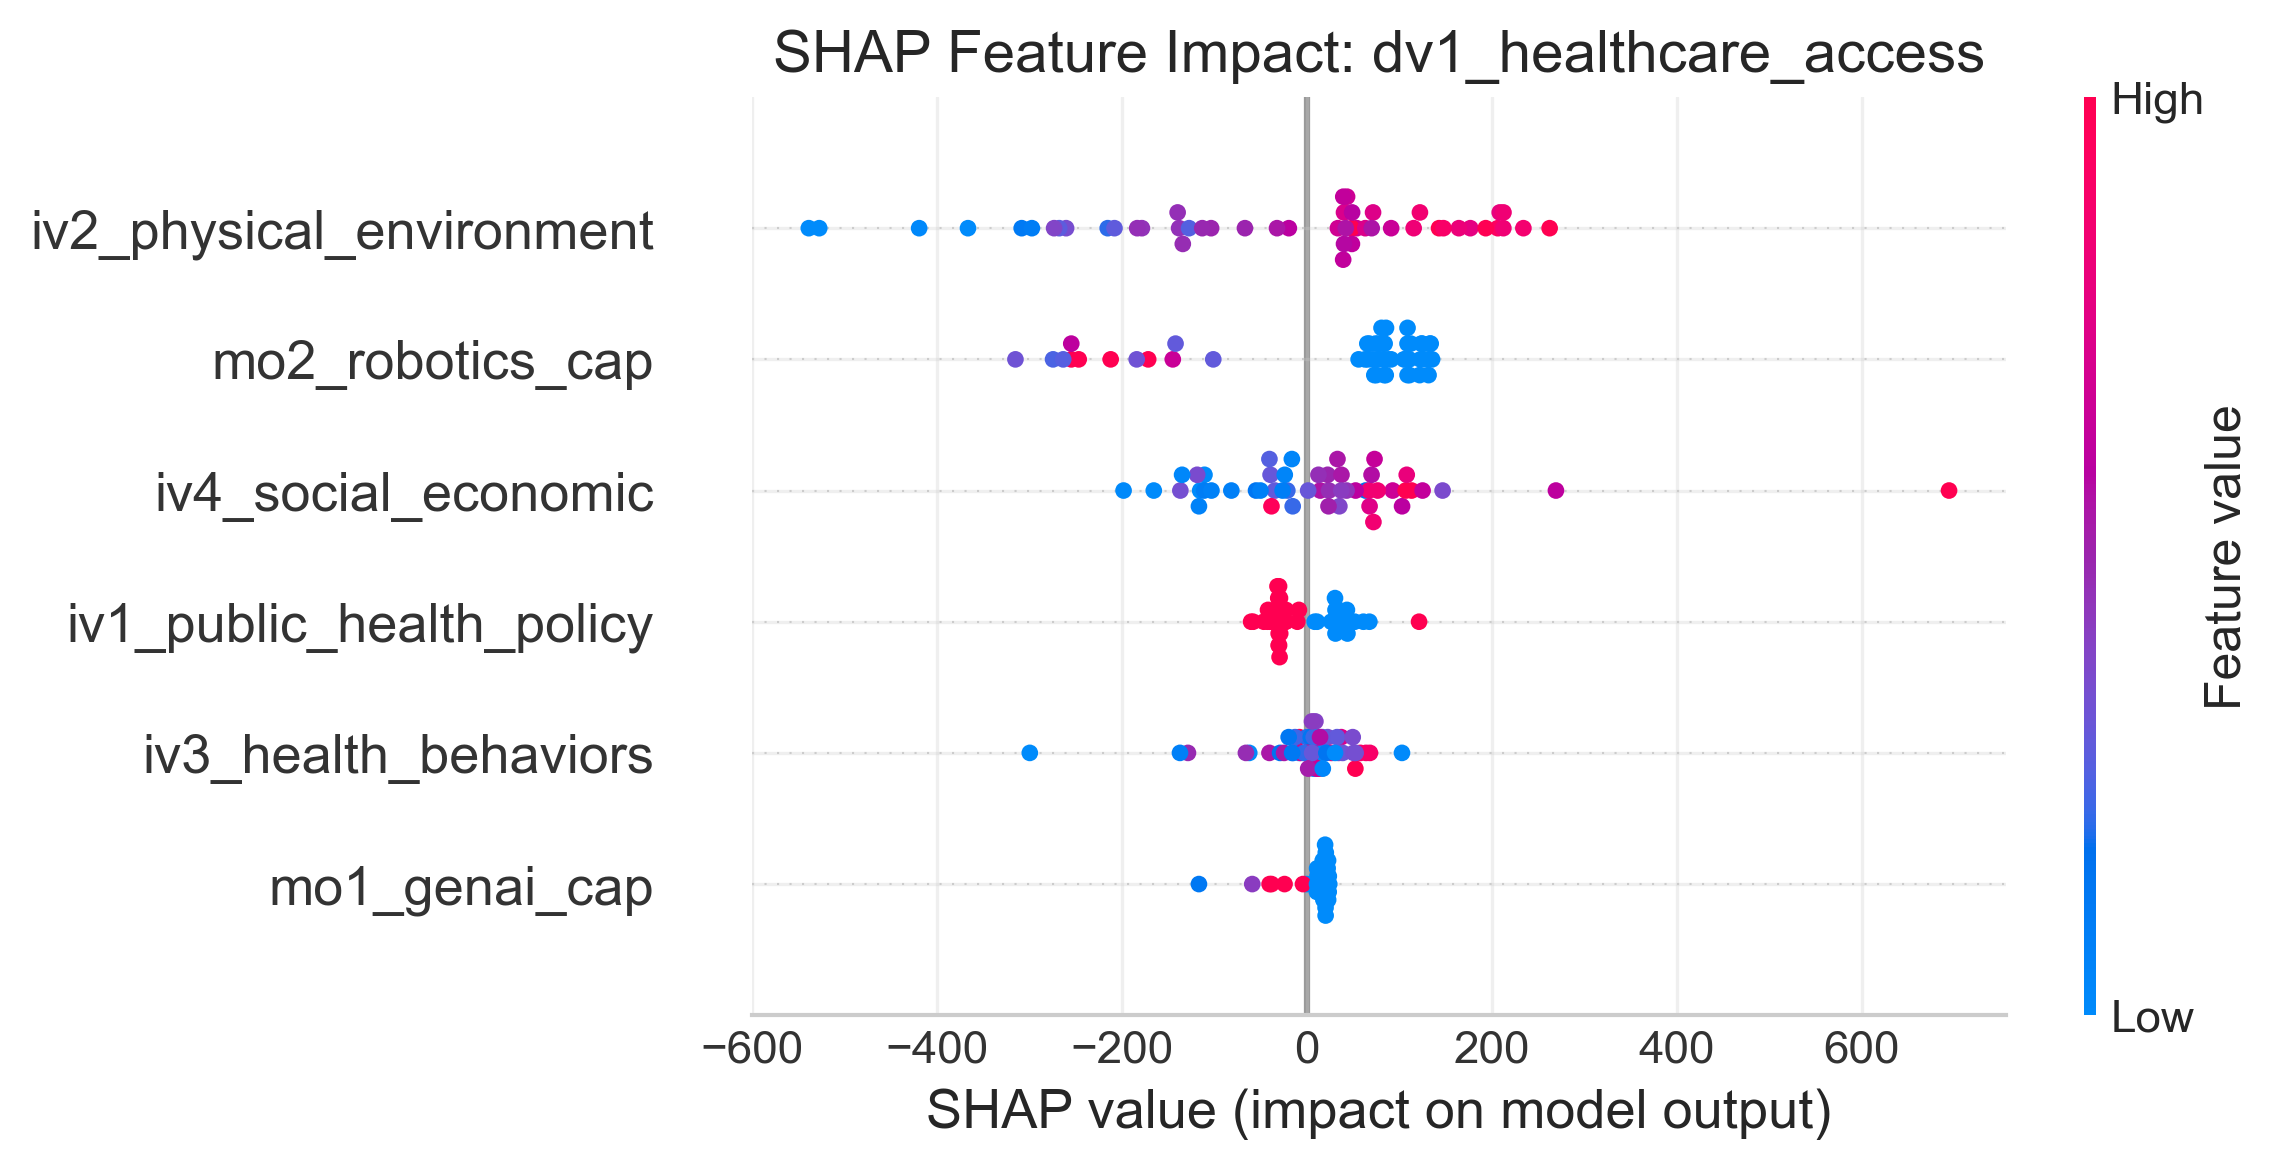 SHAP Feature Impact: dv1_healthcare_access
High
iv2_physical_environment
mo2_robotics_cap
iv4_social_economic
iv1_public_health_policy
iv3_health_behaviors
mo1_genai_cap
Feature value
Low
−600 −400 −200 0 200 400 600
SHAP value (impact on model output)